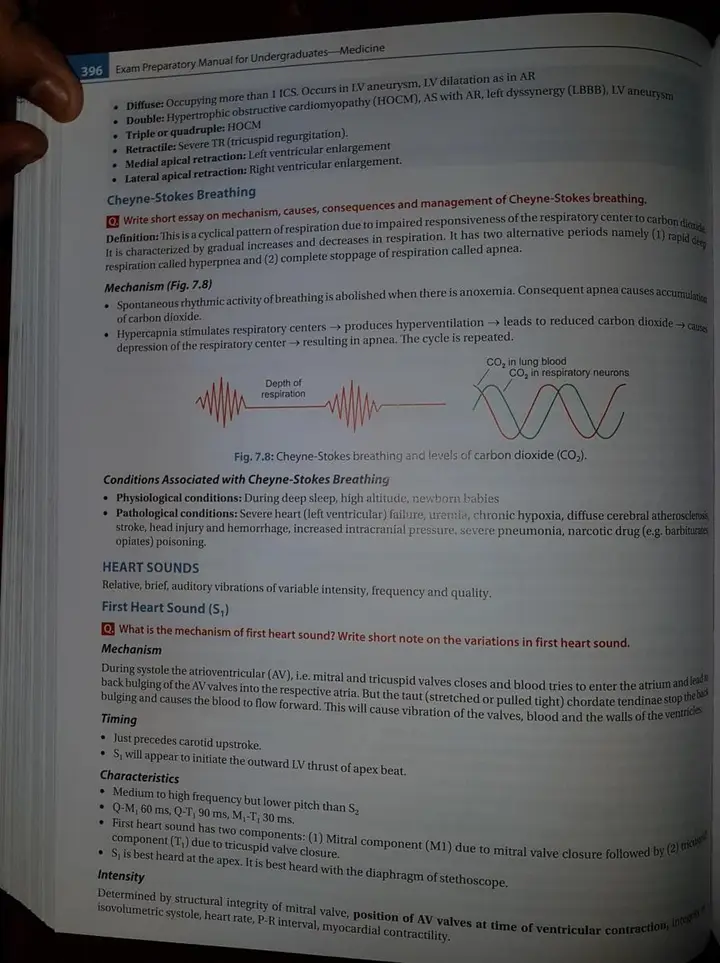 396 Exam Preparatory Manual for Undergraduates—Medicine
• Diffuse: Occupying more than 1 ICS. Occurs in LV aneurysm, LV dilatation as in AR
• Double: Hypertrophic obstructive cardiomyopathy (HOCM), AS with AR, left dyssynergy (LBBB), LV aneurysm
• Triple or quadruple: HOCM
• Retractile: Severe TR (tricuspid regurgitation).
• Medial apical retraction: Left ventricular enlargement
• Lateral apical retraction: Right ventricular enlargement.
Cheyne-Stokes Breathing
Q. Write short essay on mechanism, causes, consequences and management of Cheyne-Stokes breathing.
Definition: This is a cyclical pattern of respiration due to impaired responsiveness of the respiratory center to carbon dioxide.
It is characterized by gradual increases and decreases in respiration. It has two alternative periods namely (1) rapid deep
respiration called hyperpnea and (2) complete stoppage of respiration called apnea.
Mechanism (Fig. 7.8)
• Spontaneous rhythmic activity of breathing is abolished when there is anoxemia. Consequent apnea causes accumulation
of carbon dioxide.
• Hypercapnia stimulates respiratory centers → produces hyperventilation → leads to reduced carbon dioxide → causes
depression of the respiratory center → resulting in apnea. The cycle is repeated.
Depth of
respiration
CO₂ in lung blood
CO₂ in respiratory neurons
Fig. 7.8: Cheyne-Stokes breathing and levels of carbon dioxide (CO₂).
Conditions Associated with Cheyne-Stokes Breathing
• Physiological conditions: During deep sleep, high altitude, newborn babies
• Pathological conditions: Severe heart (left ventricular) failure, uremia, chronic hypoxia, diffuse cerebral atherosclerosis,
stroke, head injury and hemorrhage, increased intracranial pressure, severe pneumonia, narcotic drug (e.g. barbiturates,
opiates) poisoning.
HEART SOUNDS
Relative, brief, auditory vibrations of variable intensity, frequency and quality.
First Heart Sound (S₁)
Q. What is the mechanism of first heart sound? Write short note on the variations in first heart sound.
Mechanism
During systole the atrioventricular (AV), i.e. mitral and tricuspid valves closes and blood tries to enter the atrium and lead to
back bulging of the AV valves into the respective atria. But the taut (stretched or pulled tight) chordate tendinae stop the back
bulging and causes the blood to flow forward. This will cause vibration of the valves, blood and the walls of the ventricles.
Timing
• Just precedes carotid upstroke.
• S₁ will appear to initiate the outward LV thrust of apex beat.
Characteristics
• Medium to high frequency but lower pitch than S₂
• Q-M₁ 60 ms, Q-T₁ 90 ms, M₁-T₁ 30 ms.
• First heart sound has two components: (1) Mitral component (M1) due to mitral valve closure followed by (2) tricuspid
component (T₁) due to tricuspid valve closure.
• S₁ is best heard at the apex. It is best heard with the diaphragm of stethoscope.
Intensity
Determined by structural integrity of mitral valve, position of AV valves at time of ventricular contraction, integrity of
isovolumetric systole, heart rate, P-R interval, myocardial contractility.